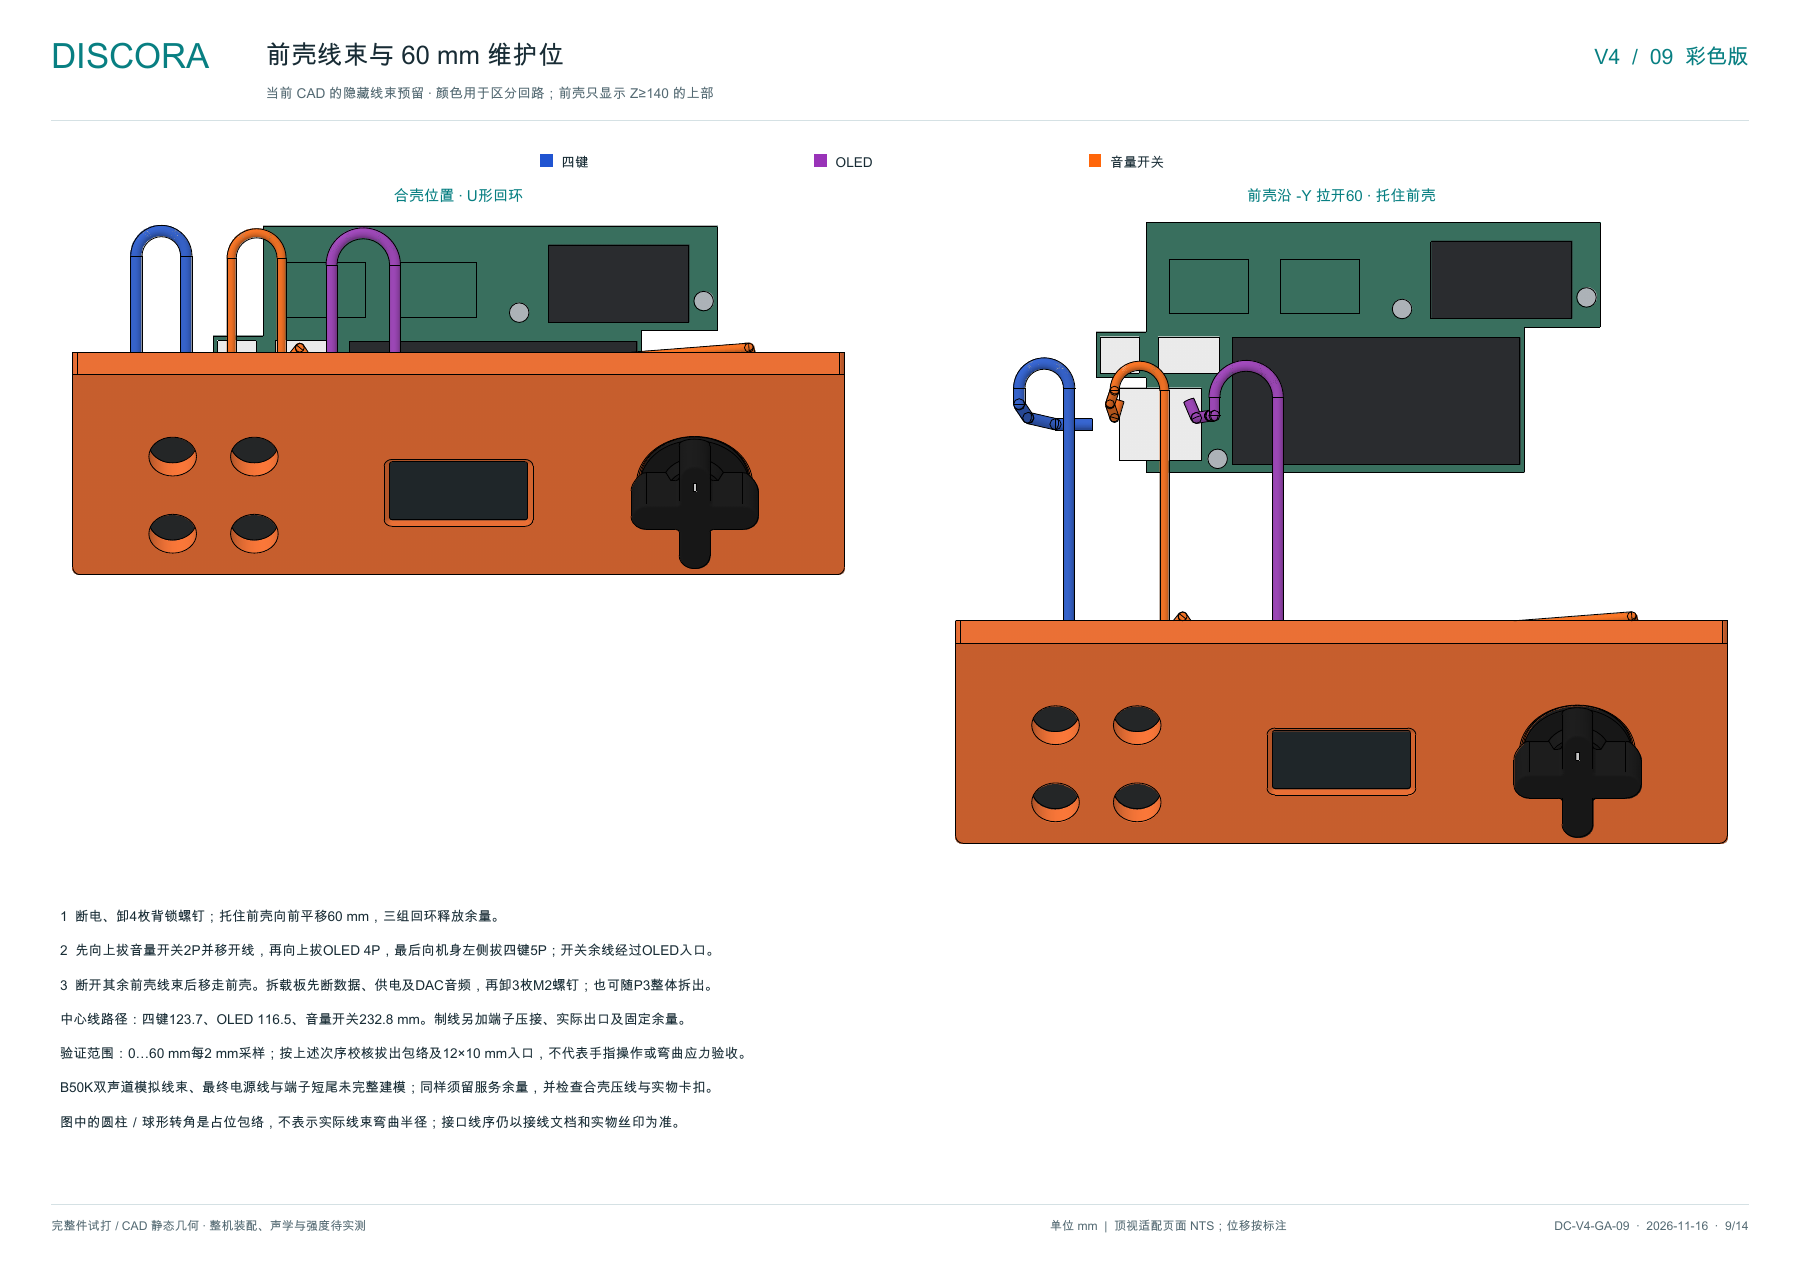 DISCORA
前壳线束与 60 mm 维护位
V4 / 09 彩色版
当前 CAD 的隐藏线束预留 · 颜色用于区分回路；前壳只显示 Z≥140 的上部
四键
OLED
音量开关
合壳位置 · U形回环
前壳沿 -Y 拉开60 · 托住前壳
1 断电、卸4枚背锁螺钉；托住前壳向前平移60 mm，三组回环释放余量。
2 先向上拔音量开关2P并移开线，再向上拔OLED 4P，最后向机身左侧拔四键5P；开关余线经过OLED入口。
3 断开其余前壳线束后移走前壳。拆载板先断数据、供电及DAC音频，再卸3枚M2螺钉；也可随P3整体拆出。
中心线路径：四键123.7、OLED 116.5、音量开关232.8 mm。制线另加端子压接、实际出口及固定余量。
验证范围：0…60 mm每2 mm采样；按上述次序校核拔出包络及12×10 mm入口，不代表手指操作或弯曲应力验收。
B50K双声道模拟线束、最终电源线与端子短尾未完整建模；同样须留服务余量，并检查合壳压线与实物卡扣。
图中的圆柱 / 球形转角是占位包络，不表示实际线束弯曲半径；接口线序仍以接线文档和实物丝印为准。
完整件试打 / CAD 静态几何 · 整机装配、声学与强度待实测
单位 mm | 顶视适配页面 NTS；位移按标注
DC-V4-GA-09 · 2026-11-16 · 9/14